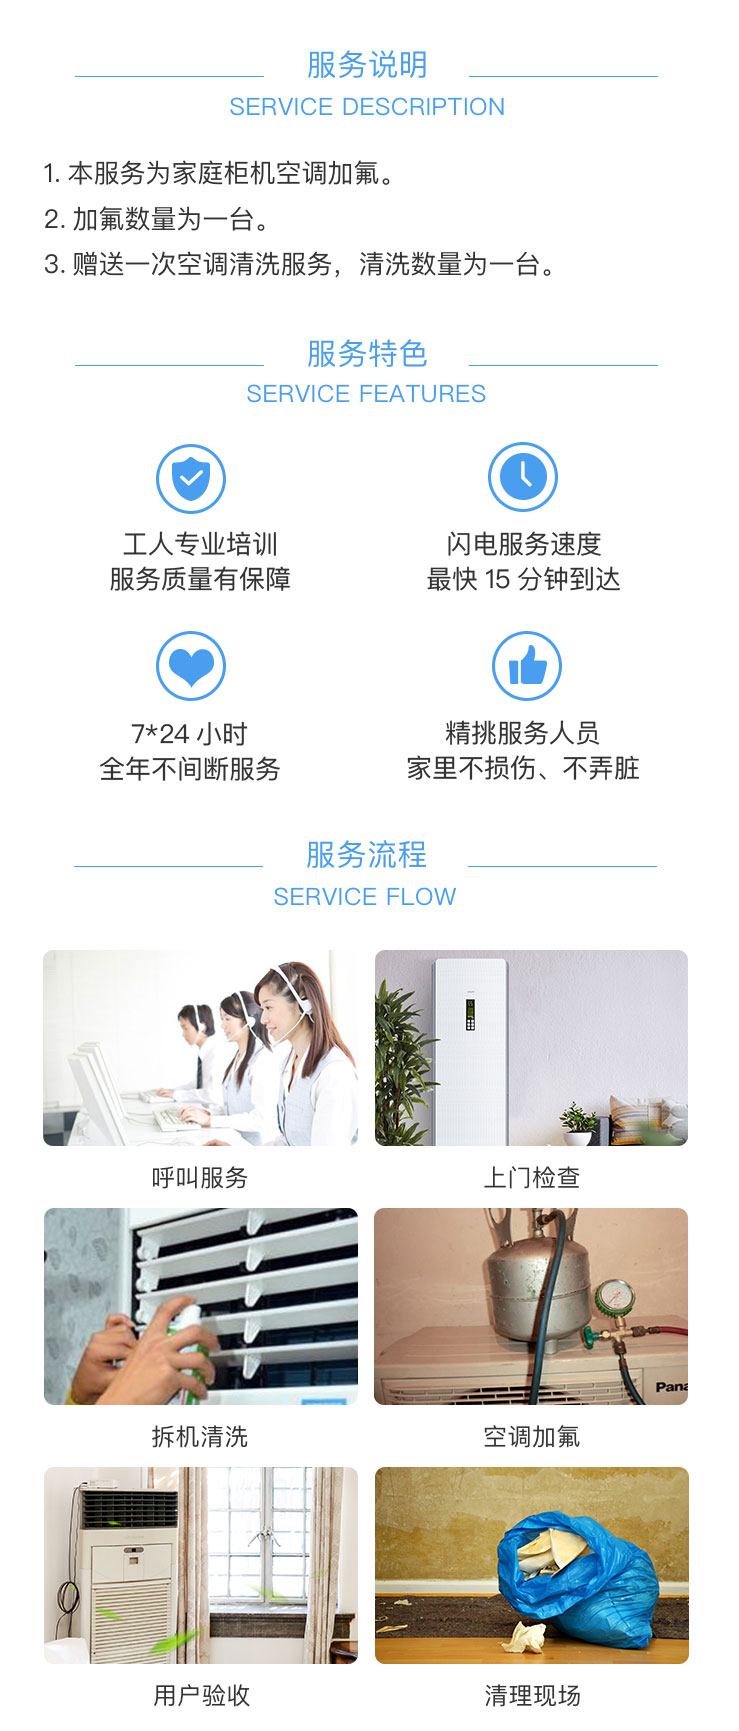 服务说明
SERVICE DESCRIPTION
1. 本服务为家庭柜机空调加氟。
2. 加氟数量为一台。
3. 赠送一次空调清洗服务，清洗数量为一台。
服务特色
SERVICE FEATURES
工人专业培训
服务质量有保障
闪电服务速度
最快 15 分钟到达
7*24 小时
全年不间断服务
精挑服务人员
家里不损伤、不弄脏
服务流程
SERVICE FLOW
呼叫服务
上门检查
Pana
拆机清洗
空调加氟
用户验收
清理现场